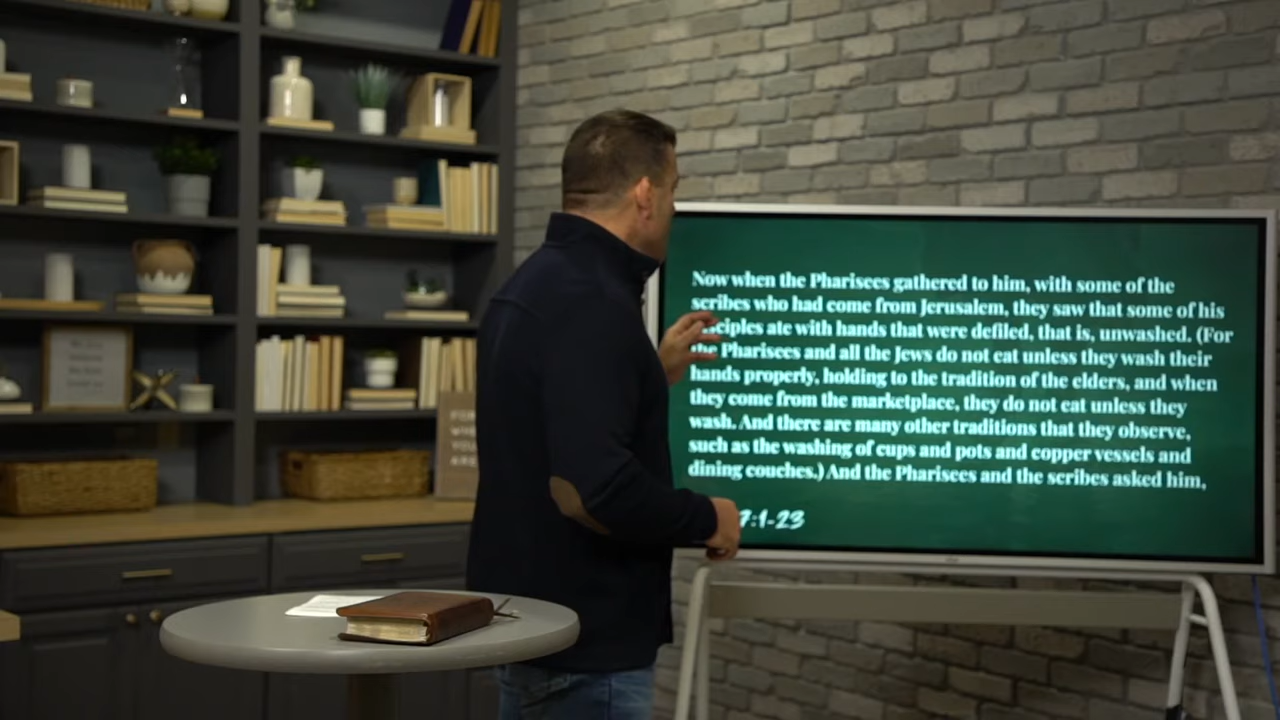 Now when the Pharisees gathered to him, with some of the
scribes who had come from Jerusalem, they saw that some of his
ate with hands that were defiled, that is, unwashed. (For
the Pharisees and all the Jews do not eat unless they wash their
hands properly, holding to the tradition of the elders, and when
they come from the marketplace, they do not eat unless they
wash. And there are many other traditions that they observe,
such as the washing of cups and pots and copper vessels and
dining couches.) And the Pharisees and the scribes asked him,
7:1-23